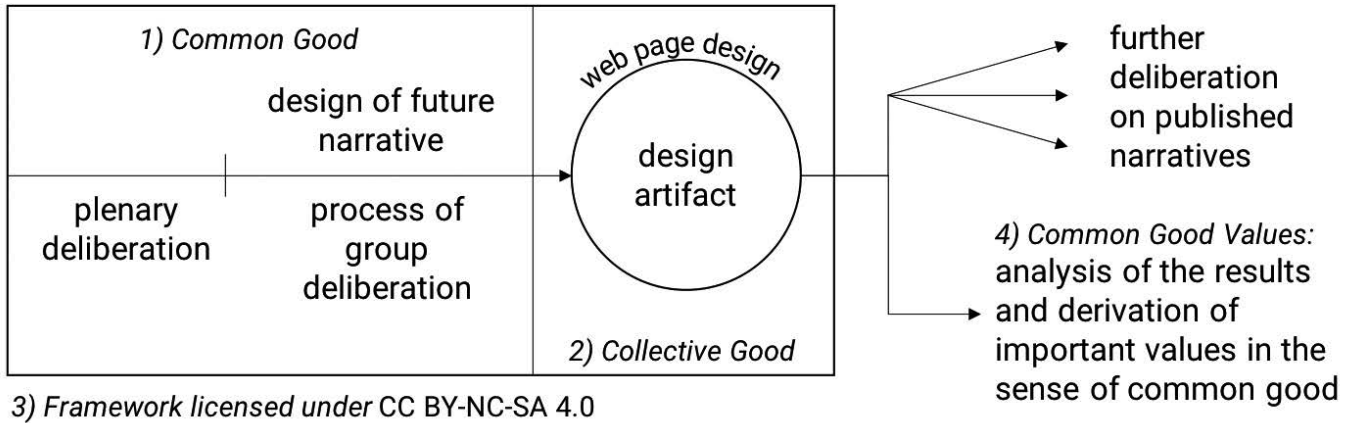 1) Common Good
design of future
narrative
plenary
deliberation
process of
group
deliberation
web page design
design
artifact
2) Collective Good
3) Framework licensed under CC BY-NC-SA 4.0
further
deliberation
on published
narratives
4) Common Good Values:
analysis of the results
and derivation of
important values in the
sense of common good